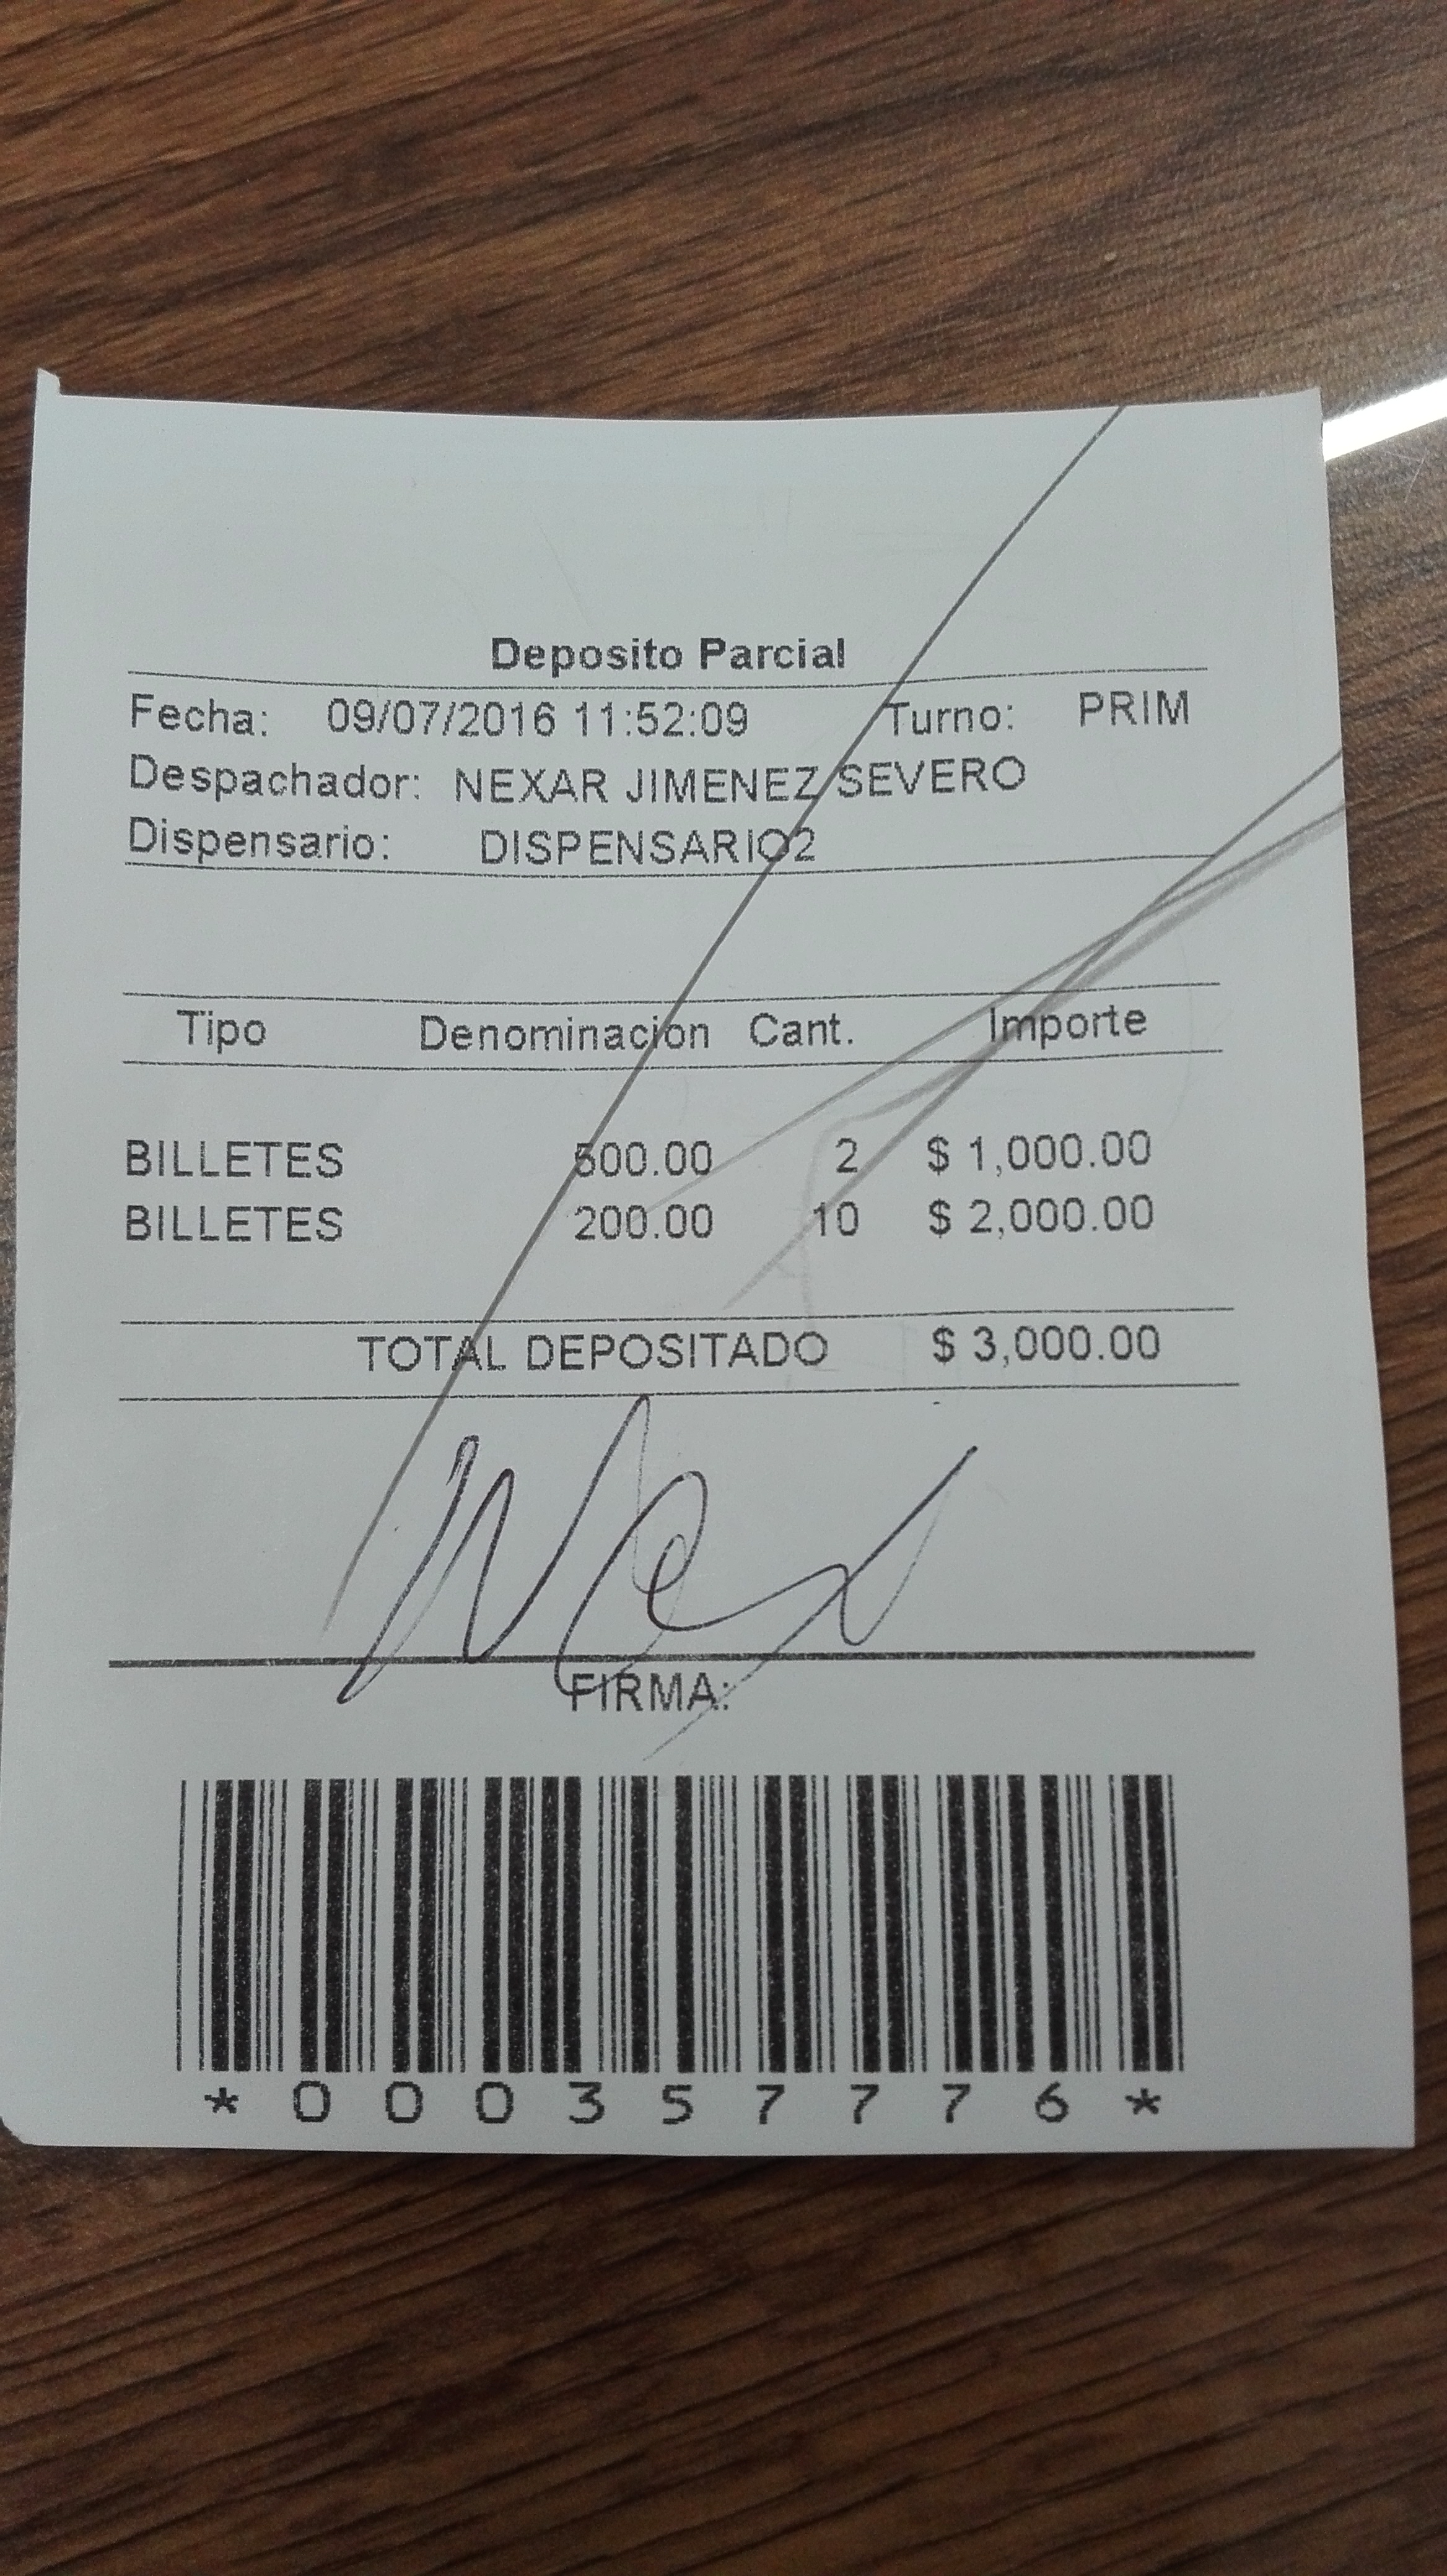 Deposito Parcial
Fecha: 09/07/2016 11:52:09 Turno: PRIM
Despachador: NEXAR JIMENEZ SEVERO
Dispensario: DISPENSARIO2
Tipo Denominacion Cant. Importe
BILLETES 500.00 2 $ 1,000.00
BILLETES 200.00 10 $ 2,000.00
TOTAL DEPOSITADO $ 3,000.00
FIRMA:
*000357776*